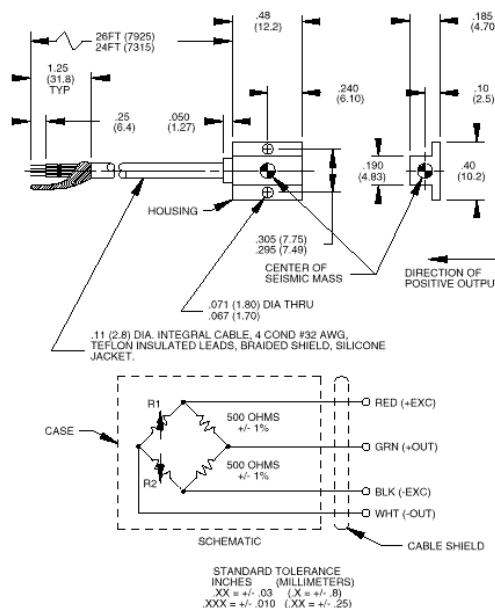 26FT (7925)
24FT (7315)
.48
(12.2)
.185
(4.70
1.25
(31.8)
TYP
.240
(6.10)
.10
(2.5)
.25
(6.4)
.050
(1.27)
.190
(4.83)
.40
(10.2)
HOUSING
.305 (7.75)
.295 (7.49)
CENTER OF
SEISMIC MASS
DIRECTION OF
POSITIVE OUTPU
.071 (1.80) DIA THRU
.067 (1.70)
.11 (2.8) DIA. INTEGRAL CABLE, 4 COND #32 AWG,
TEFLON INSULATED LEADS, BRAIDED SHIELD, SILICONE
JACKET.
R1
500 OHMS
+/- 1%
RED (+EXC)
CASE
GRN (+OUT)
500 OHMS
+/- 1%
R2
BLK (-EXC)
WHT (-OUT)
SCHEMATIC
CABLE SHIELD
STANDARD TOLERANCE
INCHES (MILLIMETERS)
.XX = +/- .03 (.X = +/- .8)
.XXX = +/- .010 (.XX = +/- .25)